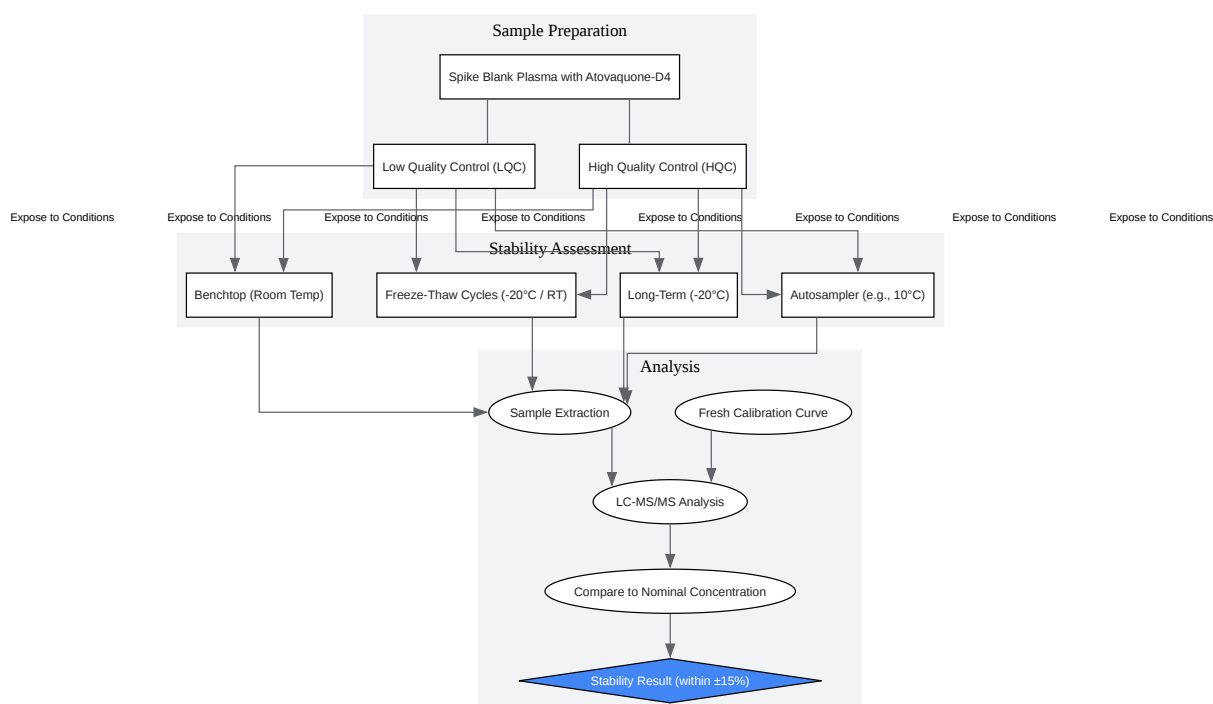 Sample Preparation
Spike Blank Plasma with Atovaquone-D4
Low Quality Control (LQC)
High Quality Control (HQC)
Expose to Conditions
Expose to Conditions
Expose to Conditions
Expose to Conditions
Expose to Conditions
Expose to Conditions
Expose to Conditions
Expose to Conditions
Stability Assessment
Benchtop (Room Temp)
Freeze-Thaw Cycles (-20°C / RT)
Long-Term (-20°C)
Autosampler (e.g., 10°C)
Analysis
Sample Extraction
Fresh Calibration Curve
LC-MS/MS Analysis
Compare to Nominal Concentration
Stability Result (within ±15%)